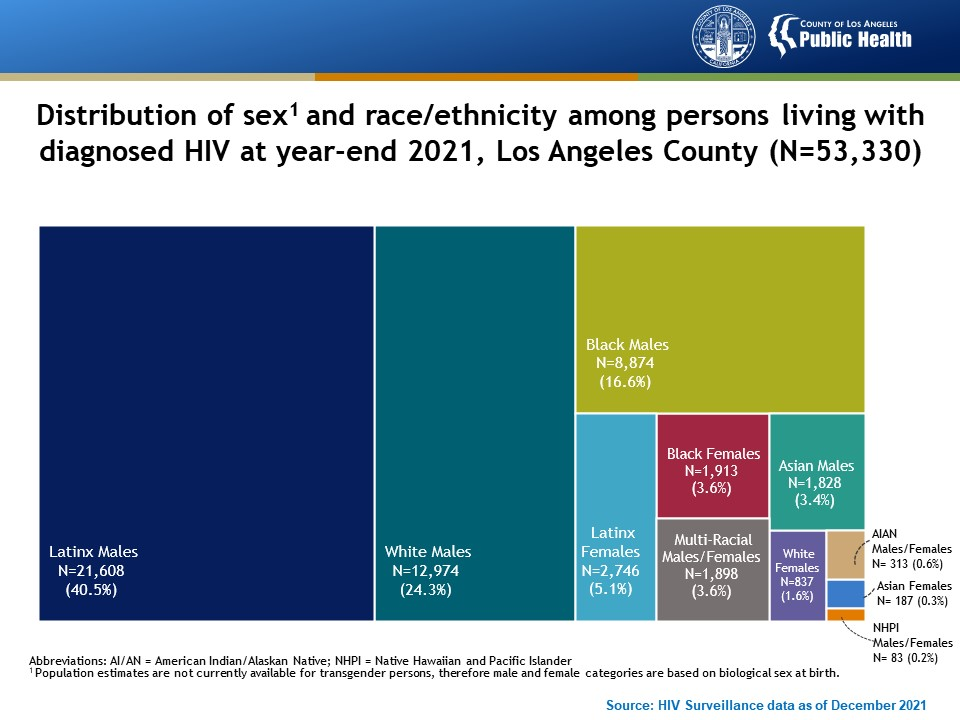 COUNTY OF LOS ANGELES
Public Health
Distribution of sex¹ and race/ethnicity among persons living with
diagnosed HIV at year-end 2021, Los Angeles County (N=53,330)
Black Males
N=8,874
(16.6%)
Latinx Males
N=21,608
(40.5%)
White Males
N=12,974
(24.3%)
Latinx
Females
N=2,746
(5.1%)
Black Females
N=1,913
(3.6%)
Multi-Racial
Males/Females
N=1,898
(3.6%)
Asian Males
N=1,828
(3.4%)
White
Females
N=837
(1.6%)
AIAN
Males/Females
N= 313 (0.6%)
Asian Females
N= 187 (0.3%)
NHPI
Males/Females
N= 83 (0.2%)
Abbreviations: AI/AN = American Indian/Alaskan Native; NHPI = Native Hawaiian and Pacific Islander
¹ Population estimates are not currently available for transgender persons, therefore male and female categories are based on biological sex at birth.
Source: HIV Surveillance data as of December 2021